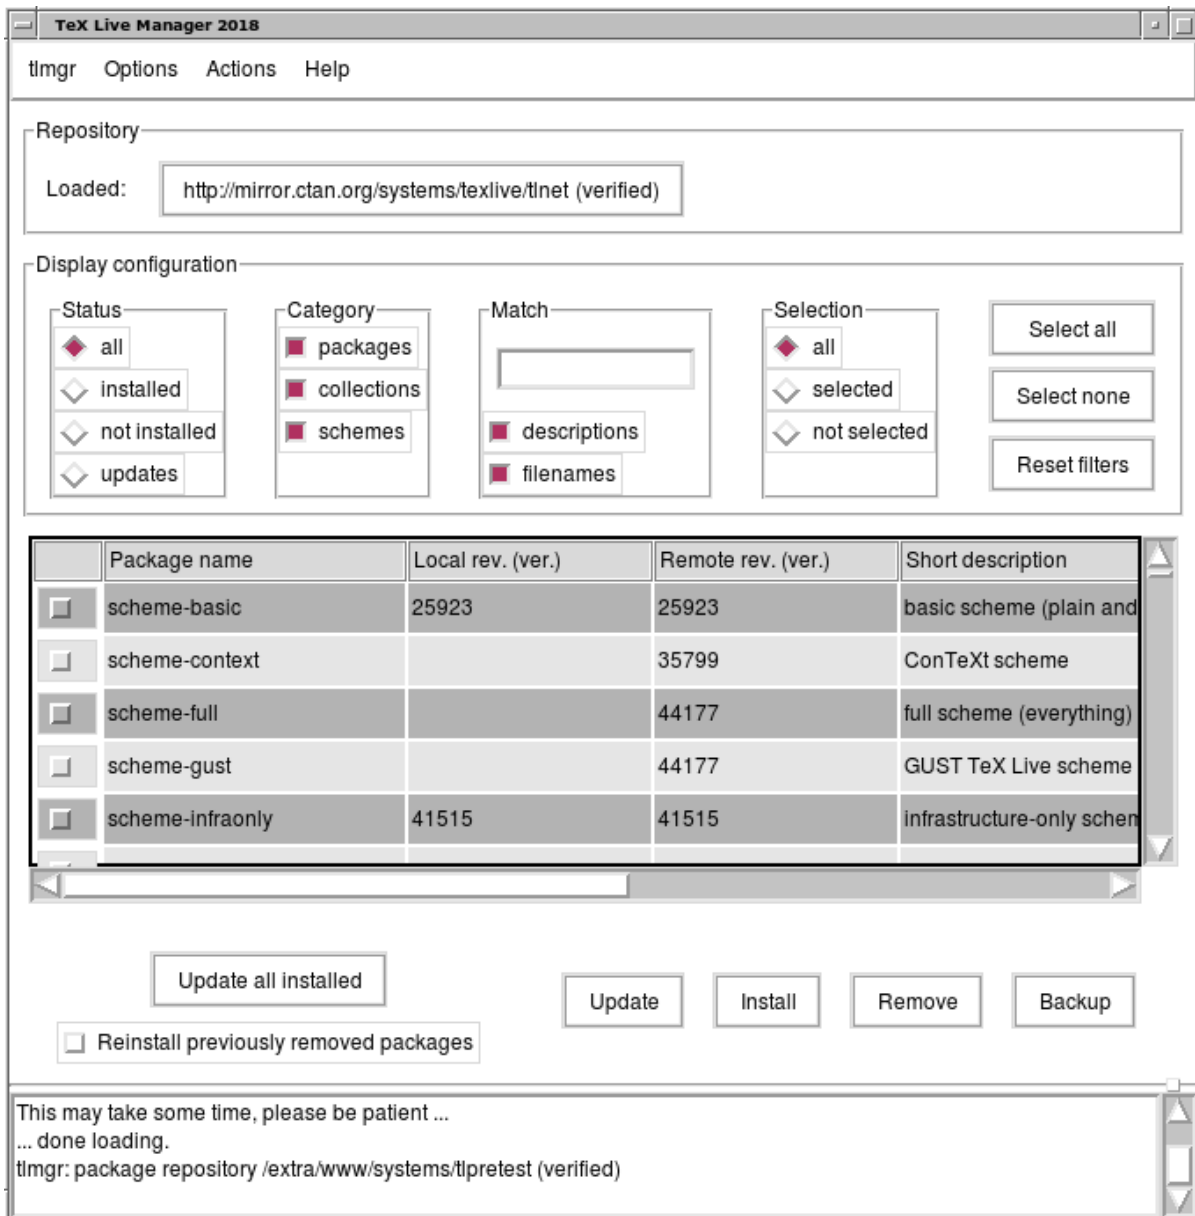 TeX Live Manager 2018
tlmgr Options Actions Help
Repository
Loaded: http://mirror.ctan.org/systems/texlive/tlnet (verified)
Display configuration
Status Category Match Selection
all packages all Select all
installed collections selected Select none
not installed schemes descriptions not selected
updates filenames Reset filters
Package name Local rev. (ver.) Remote rev. (ver.) Short description
scheme-basic 25923 25923 basic scheme (plain and
scheme-context 35799 ConTeXt scheme
scheme-full 44177 full scheme (everything)
scheme-gust 44177 GUST TeX Live scheme
scheme-infraonly 41515 41515 infrastructure-only schem
Update all installed Update Install Remove Backup
Reinstall previously removed packages
This may take some time, please be patient ...
... done loading.
tlmgr: package repository /extra/www/systems/tlpretest (verified)